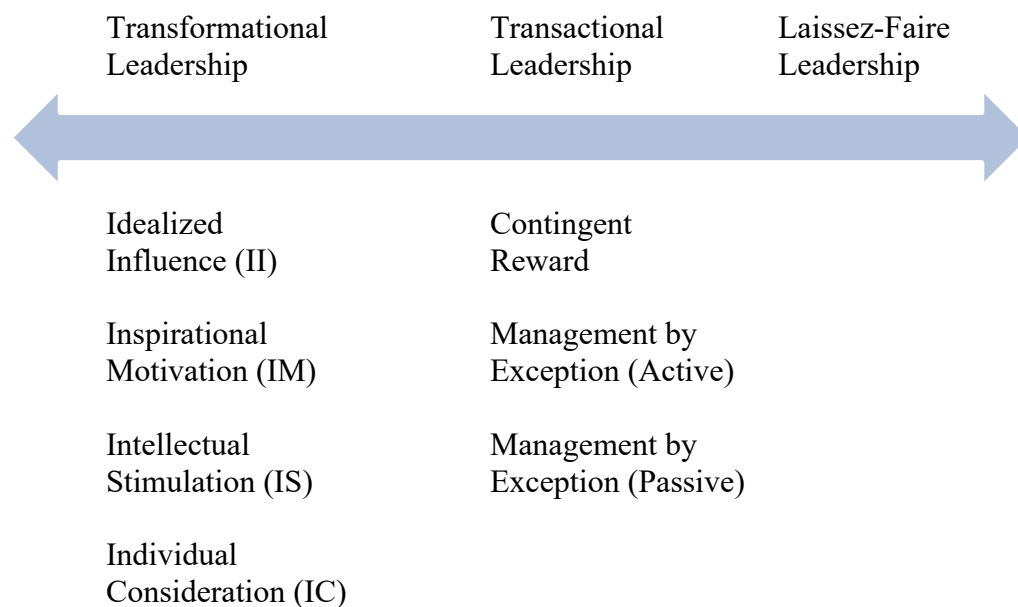 Transformational Leadership
Transactional Leadership
Laissez-Faire Leadership
Idealized Influence (II)
Contingent Reward
Inspirational Motivation (IM)
Management by Exception (Active)
Intellectual Stimulation (IS)
Management by Exception (Passive)
Individual Consideration (IC)